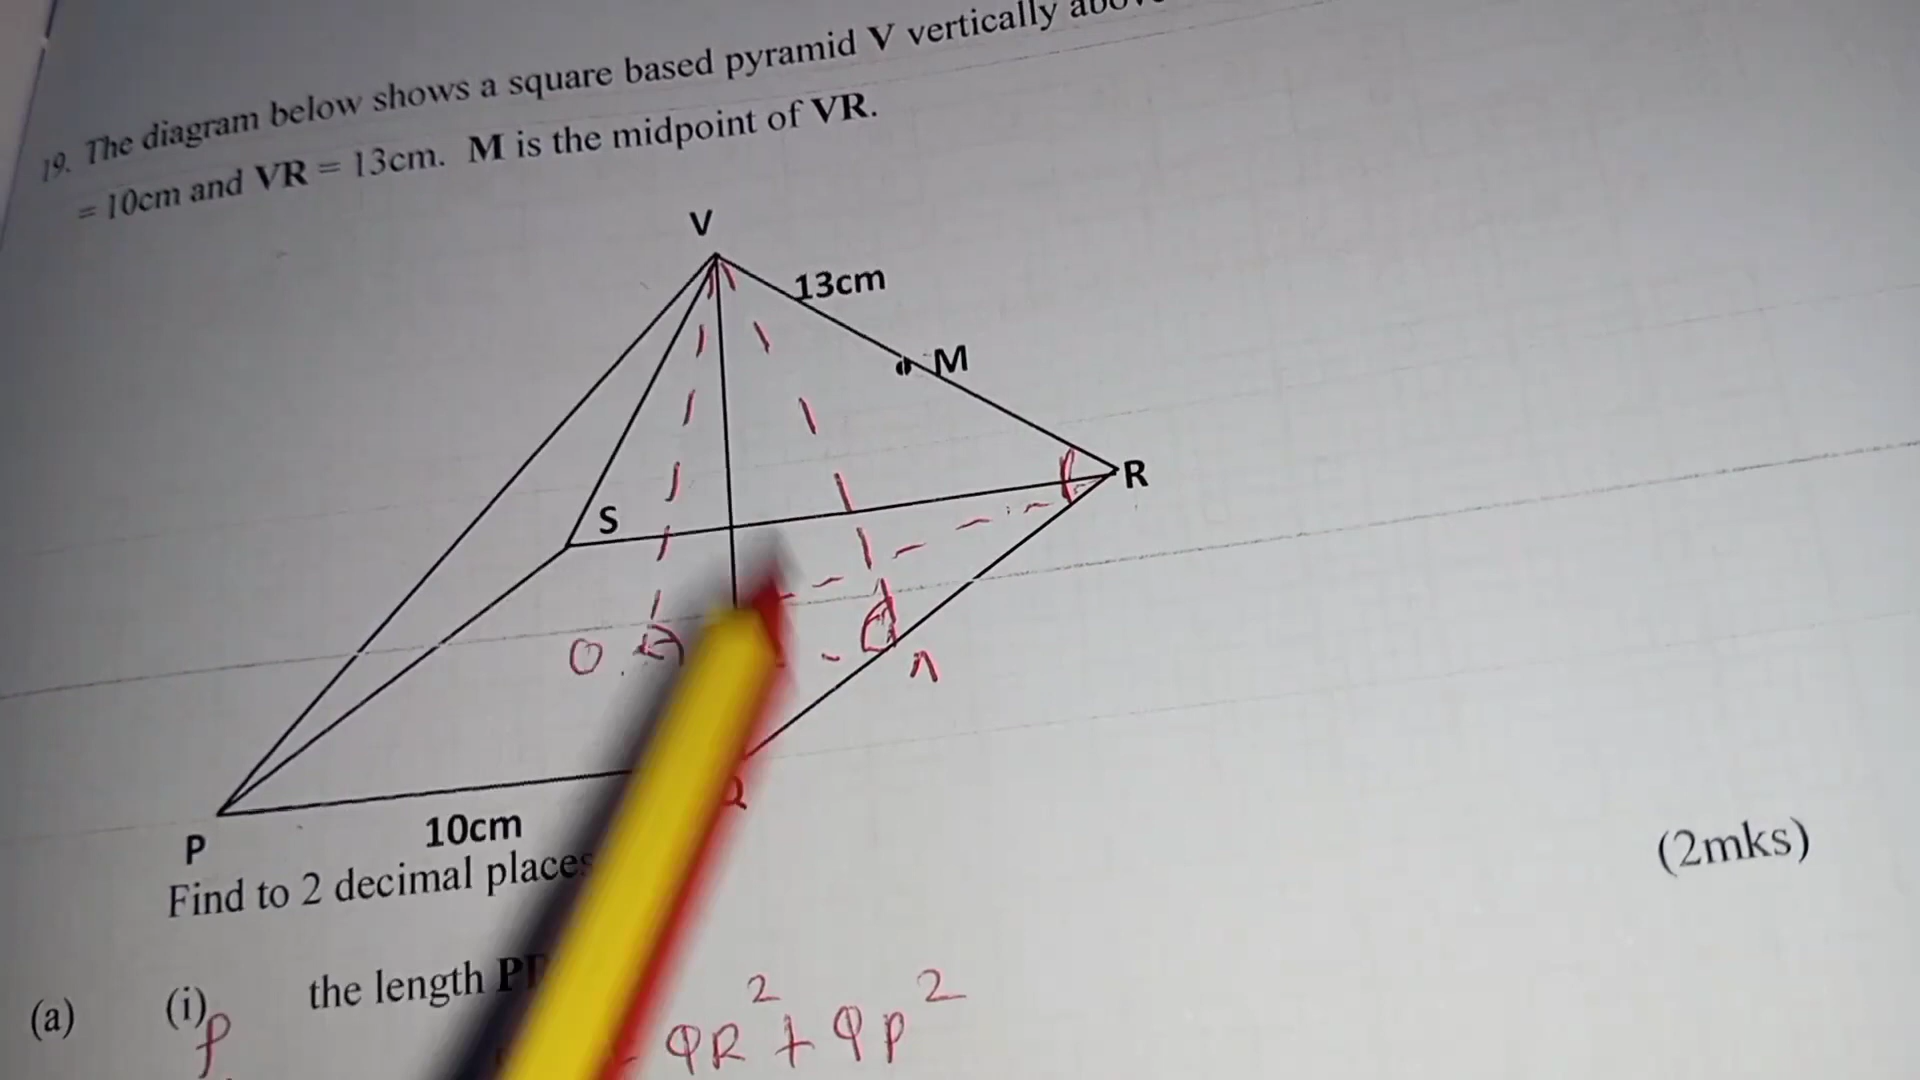 19. The diagram below shows a square based pyramid V vertically
= 10cm and VR = 13cm. M is the midpoint of VR.
V
13cm
M
S
R
O
Q
P
10cm
Find to 2 decimal places
(2mks)
(a) (i) the length
P
QR² + QP²